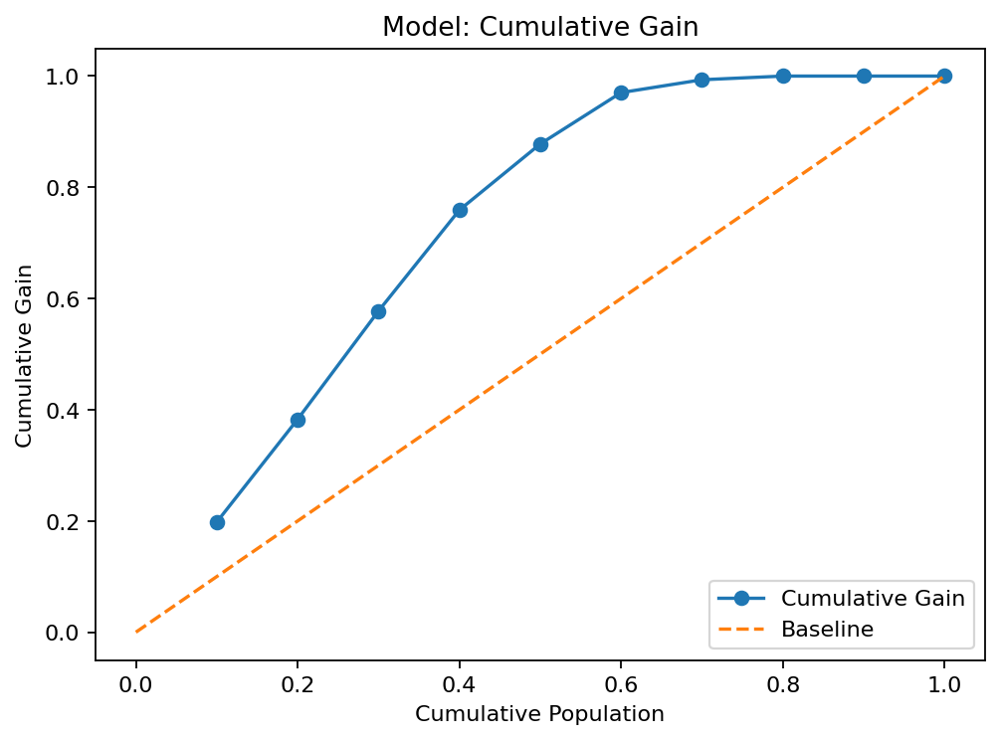 Model: Cumulative Gain
Cumulative Gain
1.0
0.8
0.6
0.4
0.2
0.0
0.0 0.2 0.4 0.6 0.8 1.0
Cumulative Population
Cumulative Gain
Baseline